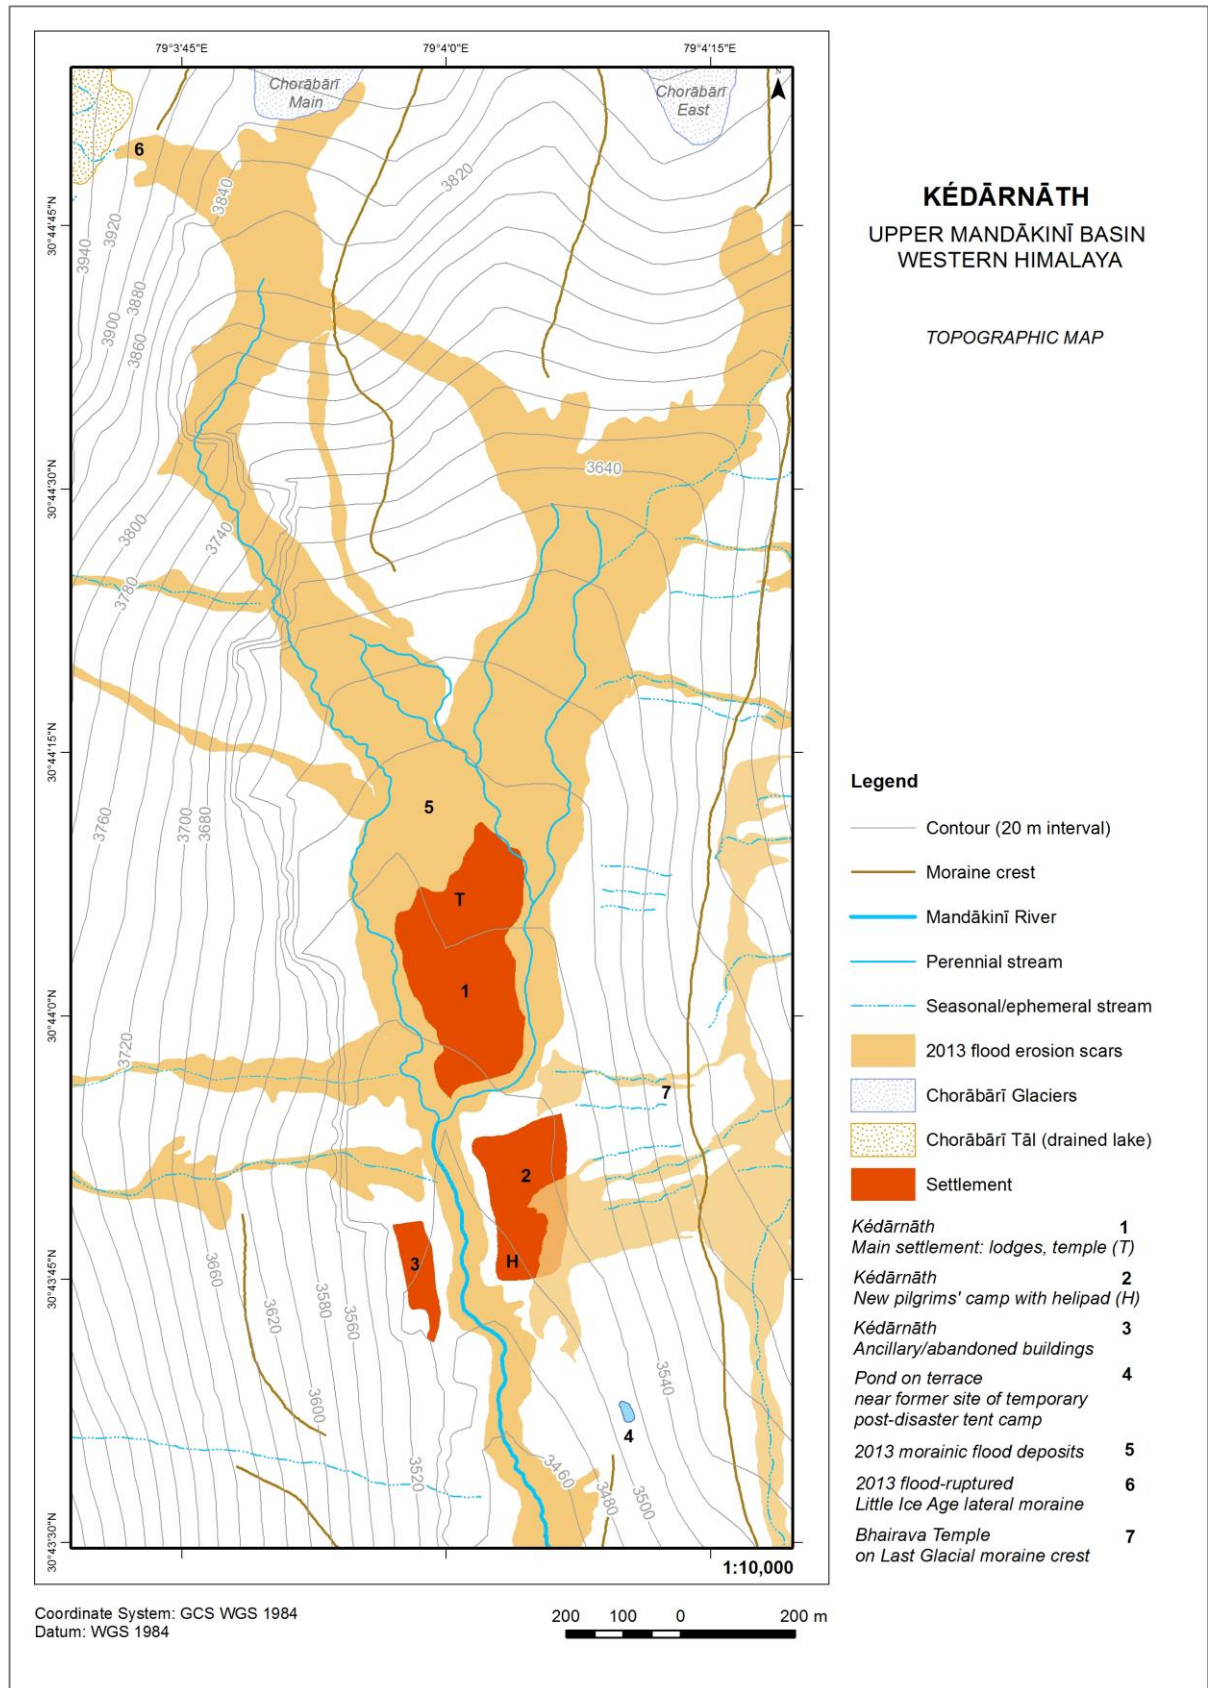 79°3'45"E
79°4'0"E
79°4'15"E
Chorābārī
Main
Chorābārī
East
N
6
3820
3840
3920
3940
3880
3900
3860
30°44'45"N
3640
30°44'30"N
3800
3740
3780
30°44'15"N
5
3760
3700
3680
T
1
30°44'0"N
3720
7
2
3
H
30°43'45"N
3660
3620
3580
3560
3600
3540
4
3520
3460
3480
3500
30°43'30"N
1:10,000
Coordinate System: GCS WGS 1984
Datum: WGS 1984
200 100 0 200 m
KÉDĀRNĀTH
UPPER MANDĀKINĪ BASIN
WESTERN HIMALAYA
TOPOGRAPHIC MAP
Legend
Contour (20 m interval)
Moraine crest
Mandākinī River
Perennial stream
Seasonal/ephemeral stream
2013 flood erosion scars
Chorābārī Glaciers
Chorābārī Tāl (drained lake)
Settlement
Kédārnāth 1
Main settlement: lodges, temple (T)
Kédārnāth 2
New pilgrims' camp with helipad (H)
Kédārnāth 3
Ancillary/abandoned buildings
Pond on terrace 4
near former site of temporary
post-disaster tent camp
2013 morainic flood deposits 5
2013 flood-ruptured 6
Little Ice Age lateral moraine
Bhairava Temple 7
on Last Glacial moraine crest